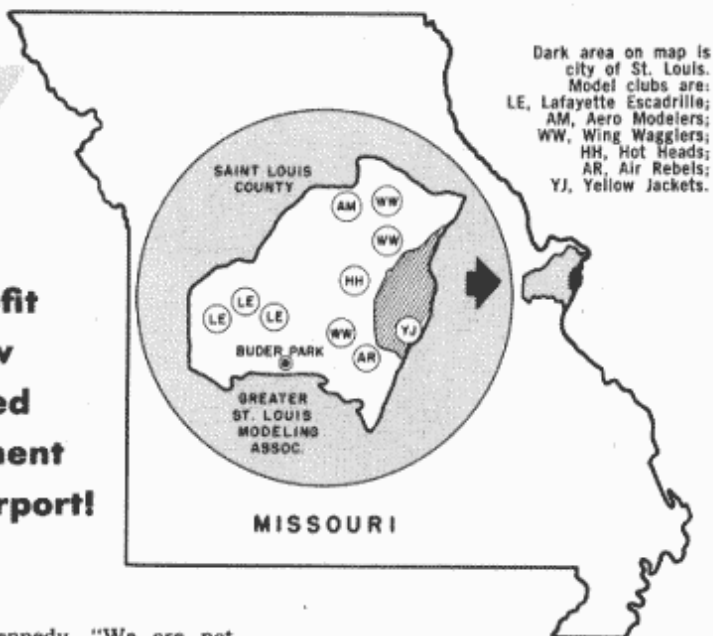 Dark area on map is
city of St. Louis.
Model clubs are:
LE, Lafayette Escadrille;
AM, Aero Modelers;
WW, Wing Wagglers;
HH, Hot Heads;
AR, Air Rebels;
YJ, Yellow Jackets.
SAINT LOUIS
COUNTY
AM
WW
WW
HH
LE
LE
LE
WW
YJ
AR
BUDER PARK
GREATER
ST. LOUIS
MODELING
ASSOC.
MISSOURI
fit
ed
nent
rport!
"We are not